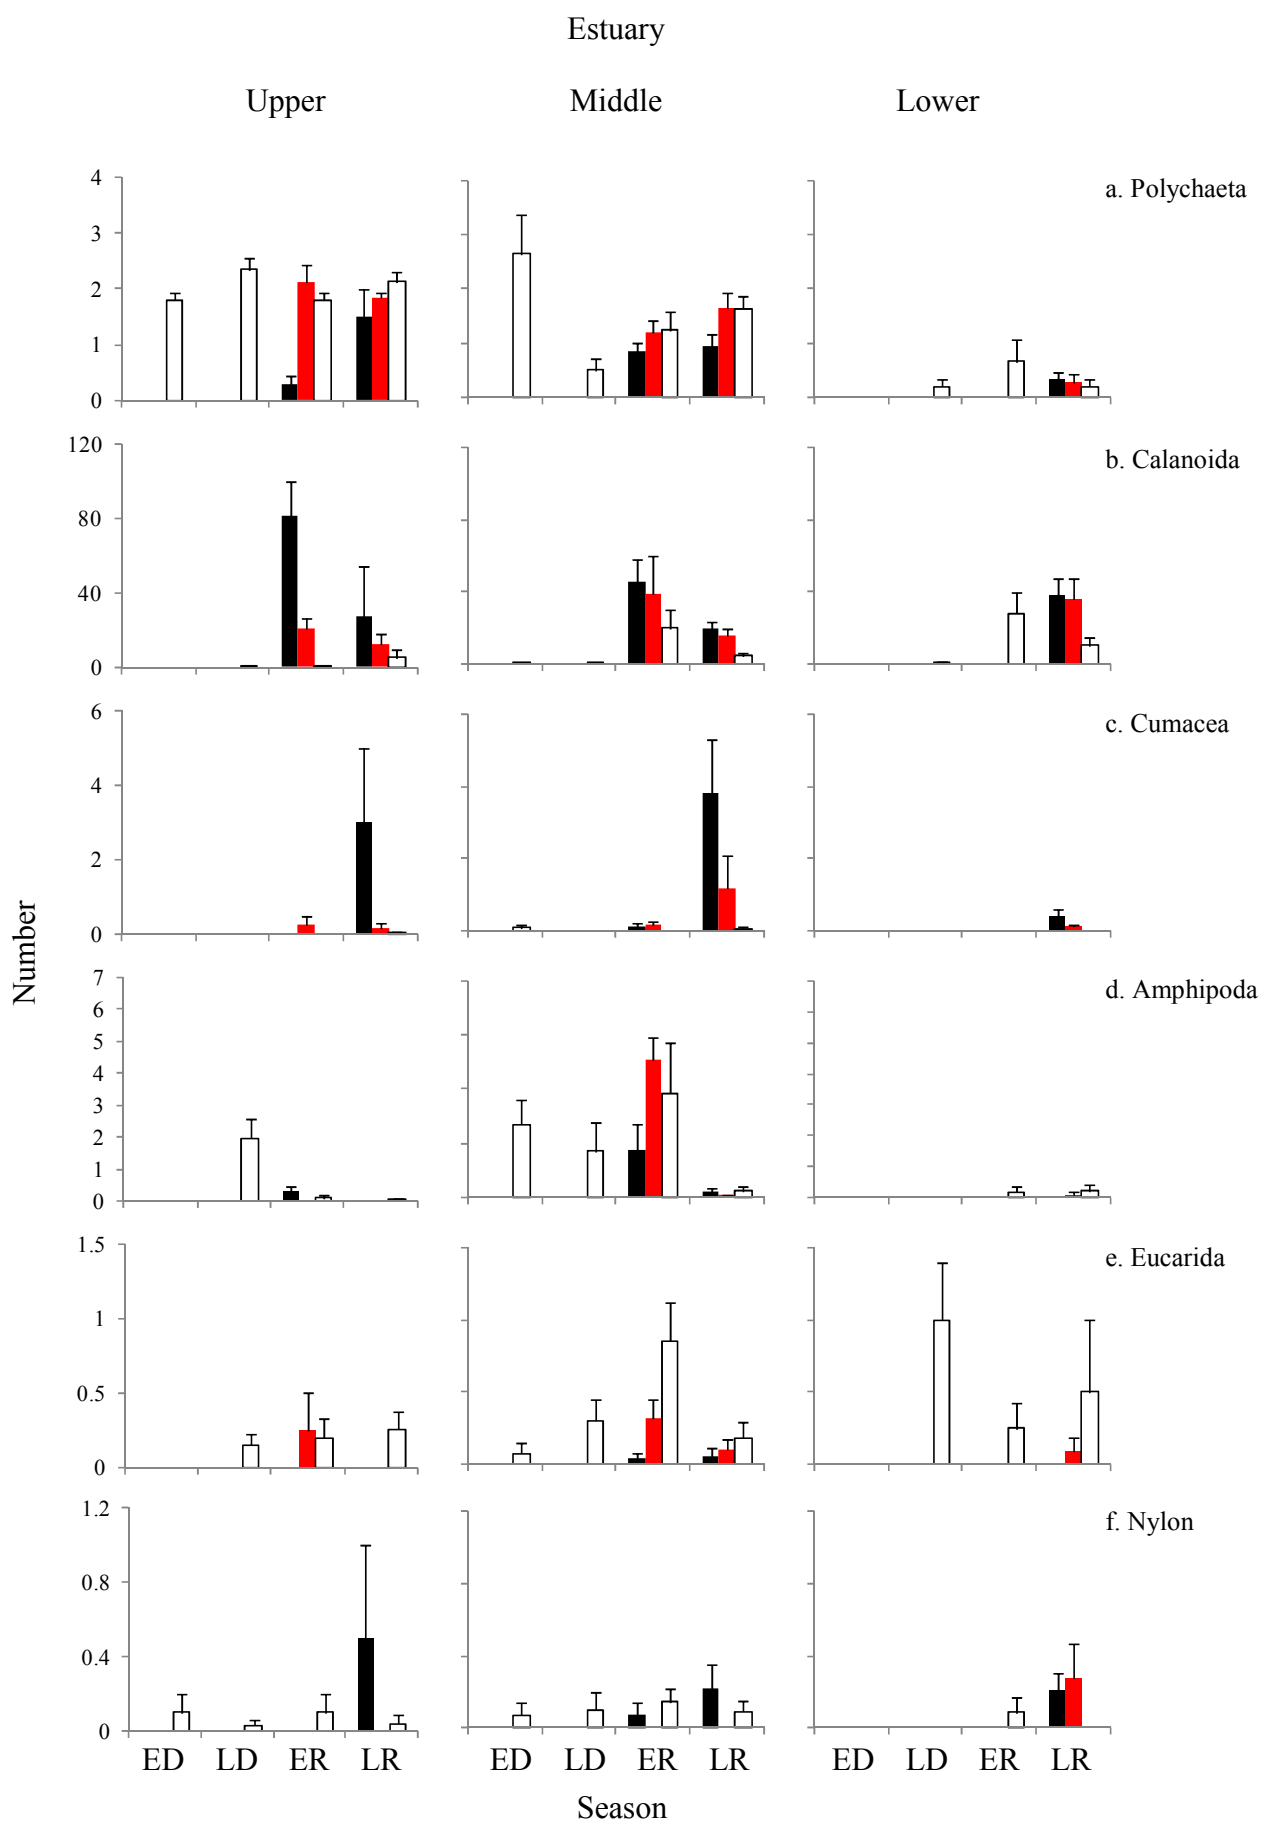 Estuary
Upper Middle Lower
a. Polychaeta
4
3
2
1
0
b. Calanoida
120
80
40
0
c. Cumacea
6
4
2
0
Number
d. Amphipoda
7
6
5
4
3
2
1
0
e. Eucarida
1.5
1
0.5
0
f. Nylon
1.2
0.8
0.4
0
ED LD ER LR ED LD ER LR ED LD ER LR
Season